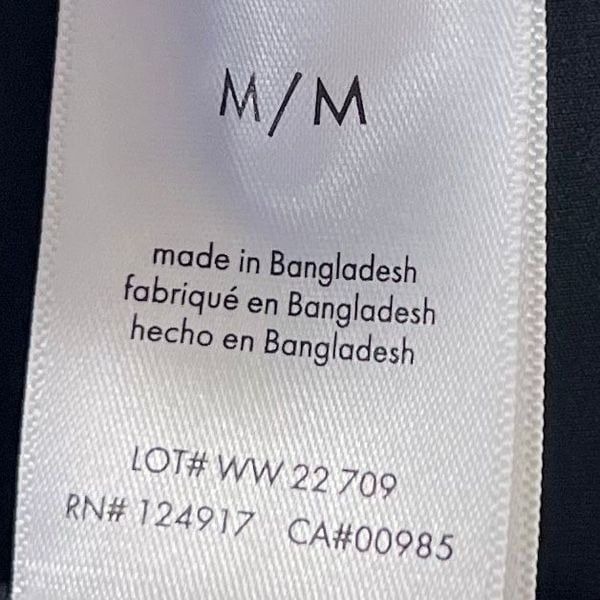 M/M
made in Bangladesh
fabriqué en Bangladesh
hecho en Bangladesh
LOT# WW 22 709
RN# 124917 CA#00985